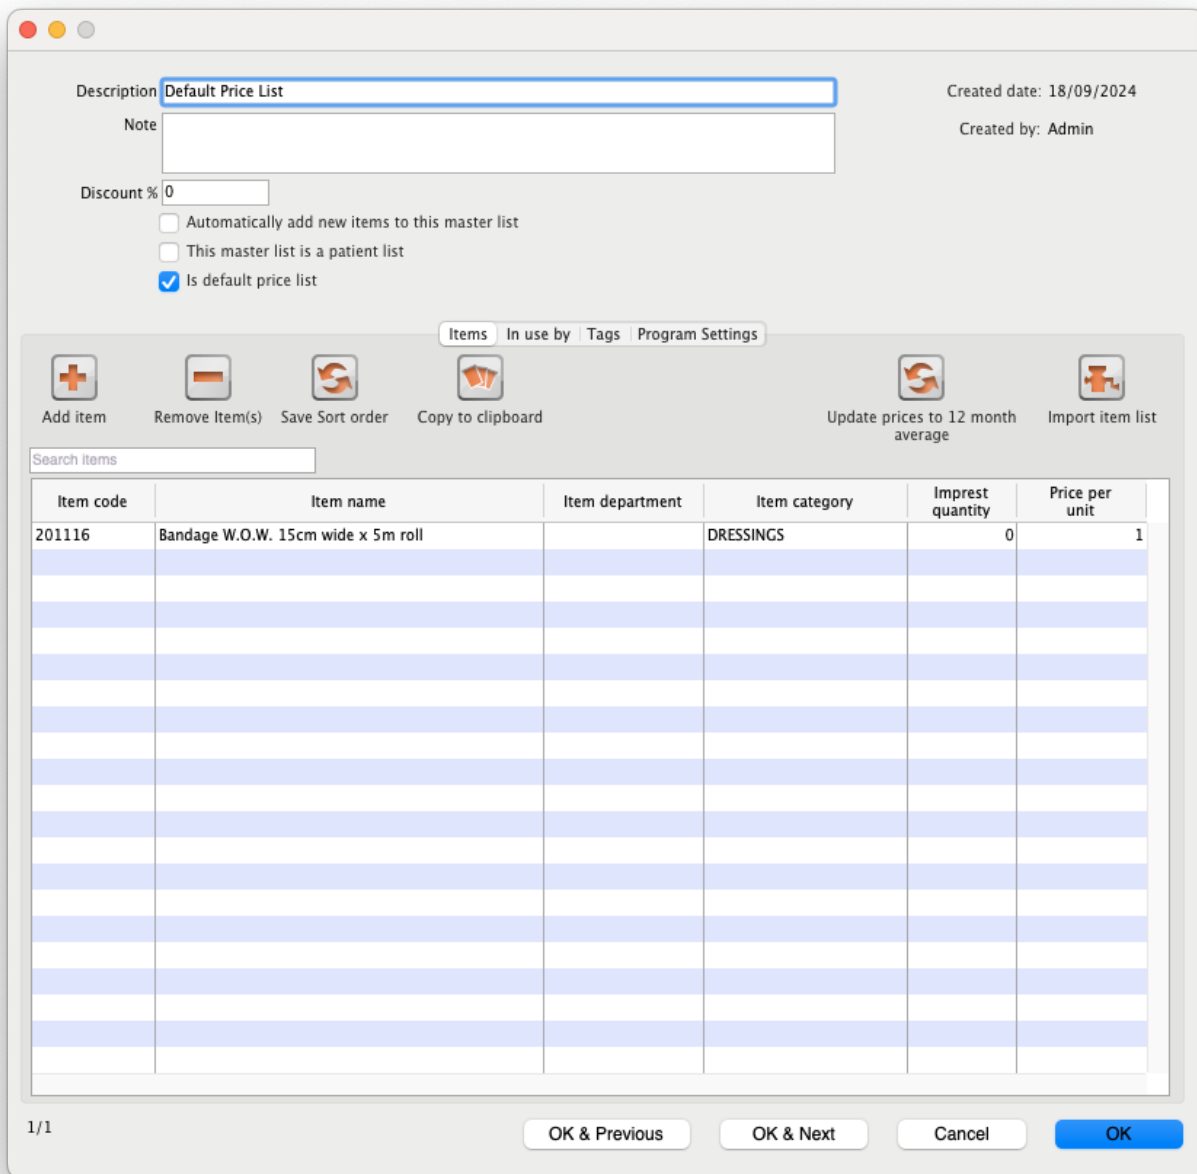 Description Default Price List
Created date: 18/09/2024
Note
Created by: Admin
Discount % 0
Automatically add new items to this master list
This master list is a patient list
Is default price list
Items In use by Tags Program Settings
Add item Remove Item(s) Save Sort order Copy to clipboard Update prices to 12 month average Import item list
Search items
Item code Item name Item department Item category Imprest quantity Price per unit
201116 Bandage W.O.W. 15cm wide x 5m roll DRESSINGS 0 1
1/1 OK & Previous OK & Next Cancel OK